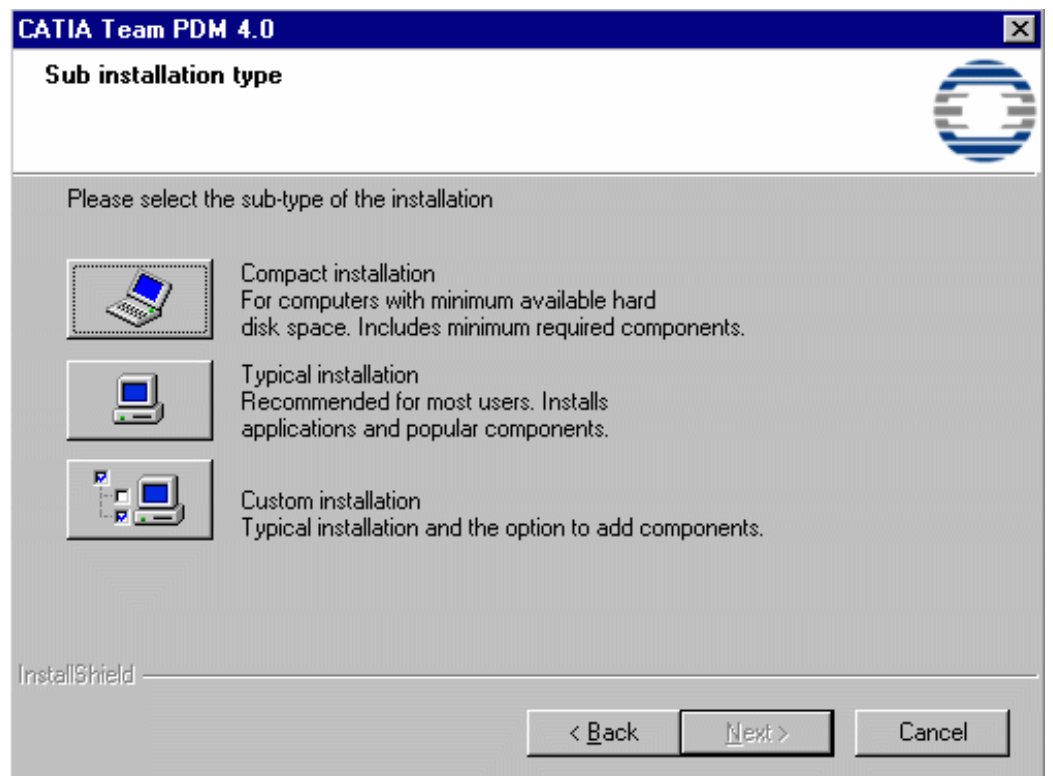 CATIA Team PDM 4.0
Sub installation type
Please select the sub-type of the installation
Compact installation
For computers with minimum available hard
disk space. Includes minimum required components.
Typical installation
Recommended for most users. Installs
applications and popular components.
Custom installation
Typical installation and the option to add components.
InstallShield
< Back
Next >
Cancel